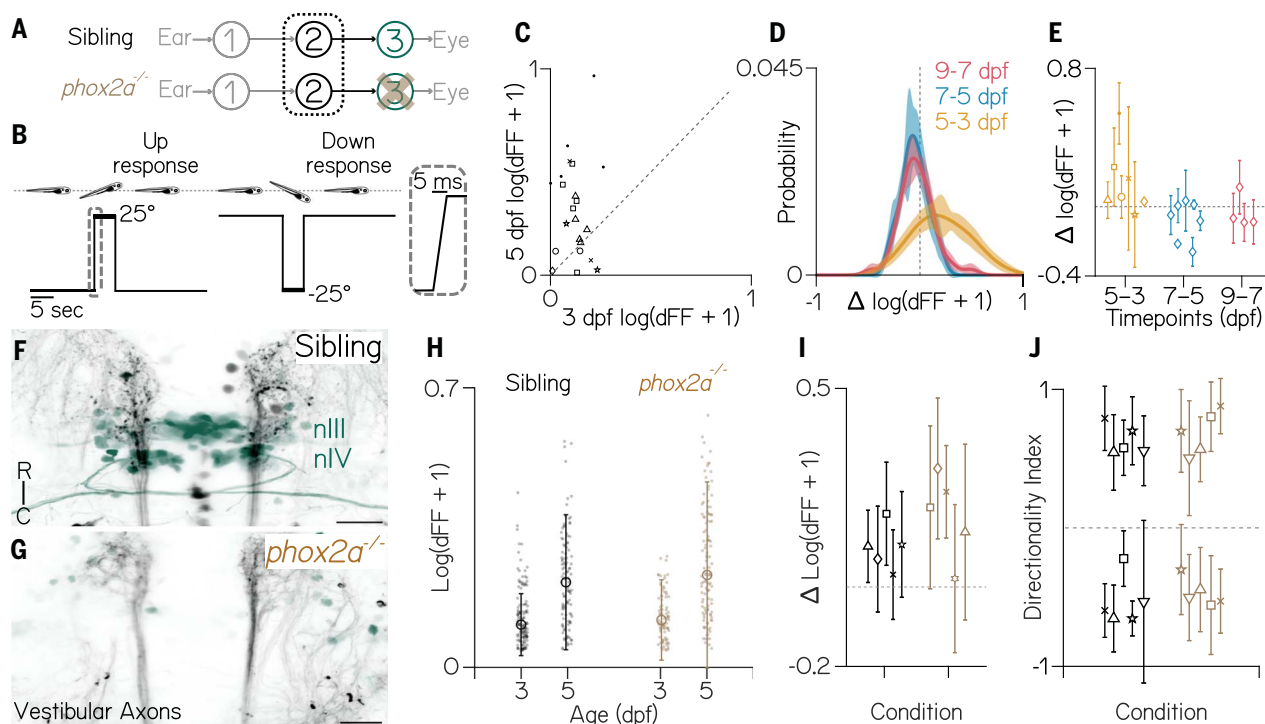 A
Sibling
Ear
1
2
3
Eye
phox2a-/-
Ear
1
2
3
Eye
B
Up response
Down response
25°
-25°
5 sec
5 ms
C
5 dpf log(dFF + 1)
1
0
0
1
3 dpf log(dFF + 1)
D
Probability
0.045
0
9-7 dpf
7-5 dpf
5-3 dpf
-1
1
Δ log(dFF + 1)
E
Δ log(dFF + 1)
0.8
-0.4
5-3
7-5
9-7
Timepoints (dpf)
F
Sibling
nIII
nIV
R
C
G
phox2a-/-
Vestibular Axons
H
Log(dFF + 1)
0.7
0
Sibling
phox2a-/-
3
5
3
5
Age (dpf)
I
Δ Log(dFF + 1)
0.5
-0.2
Condition
J
Directionality Index
1
-1
Condition